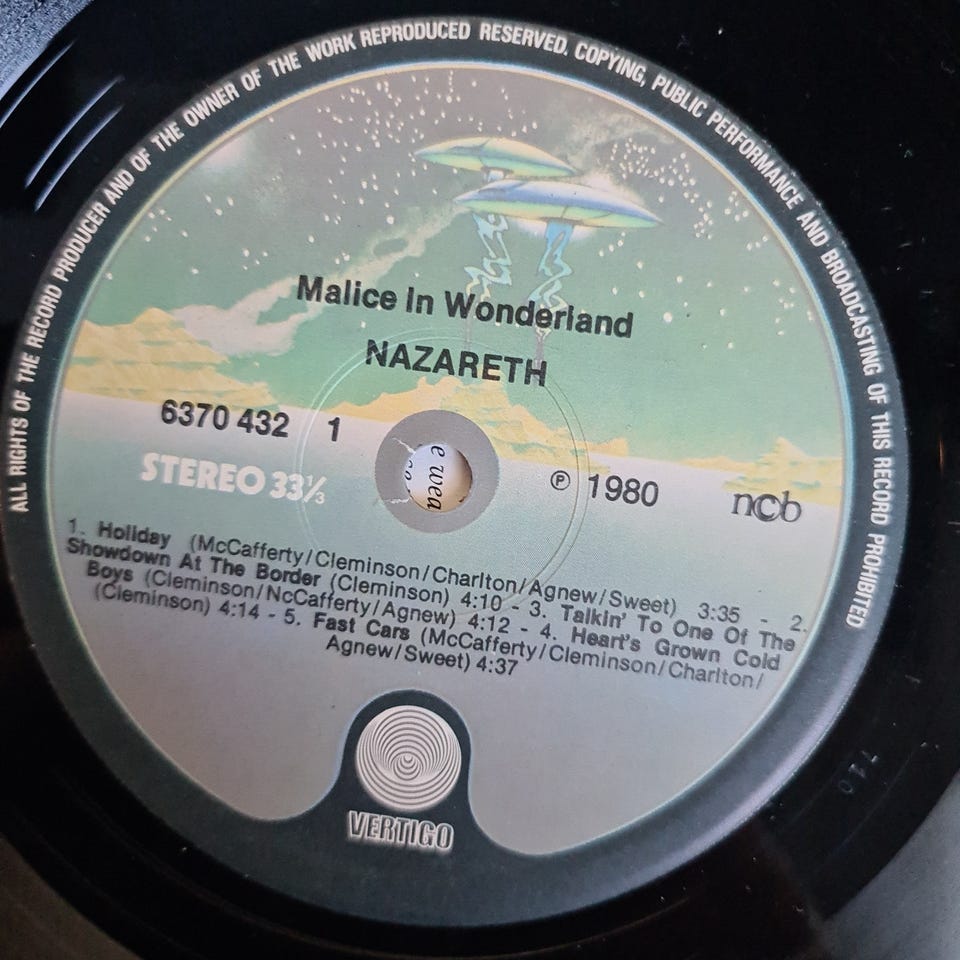 ALL RIGHTS OF THE RECORD PRODUCER AND OF THE OWNER OF THE WORK REPRODUCED RESERVED. COPYING, PUBLIC PERFORMANCE AND BROADCASTING OF THIS RECORD PROHIBITED
Malice In Wonderland
NAZARETH
6370 432 1
STEREO 33⅓
℗ 1980
ncb
e wea
1. Holiday (McCafferty/Cleminson/Charlton/Agnew/Sweet) 3:35 - 2.
Showdown At The Border (Cleminson) 4:10 - 3. Talkin' To One Of The
Boys (Cleminson/NcCafferty/Agnew) 4:12 - 4. Heart's Grown Cold
(Cleminson) 4:14 - 5. Fast Cars (McCafferty/Cleminson/Charlton/
Agnew/Sweet) 4:37
VERTIGO